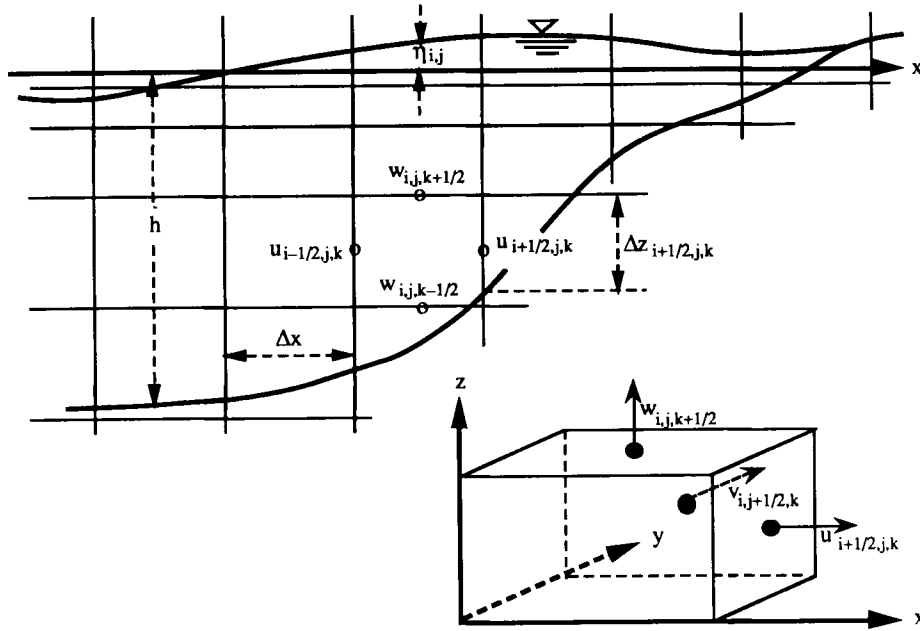 η i,j
x
w i,j,k+1/2
h
u i−1/2,j,k
u i+1/2,j,k
Δz i+1/2,j,k
w i,j,k−1/2
Δx
z
w i,j,k+1/2
v i,j+1/2,k
y
u i+1/2,j,k
x